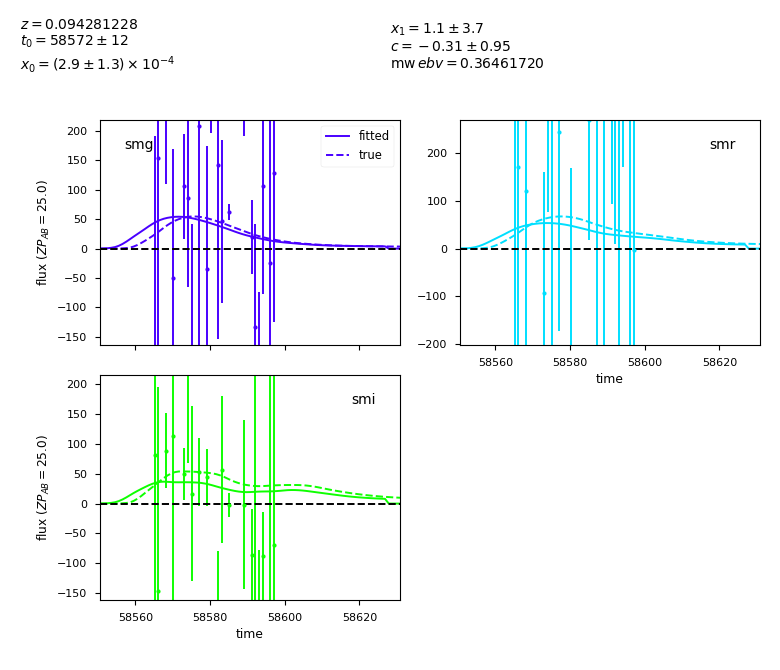 z = 0.094281228
t₀ = 58572 ± 12
x₀ = (2.9 ± 1.3) × 10⁻⁴
x₁ = 1.1 ± 3.7
c = −0.31 ± 0.95
mw ebv = 0.36461720
smg
fitted
true
200
150
100
50
0
−50
−100
−150
flux (ZP_AB = 25.0)
smr
200
100
0
−100
−200
58560 58580 58600 58620
time
smi
200
150
100
50
0
−50
−100
−150
flux (ZP_AB = 25.0)
58560 58580 58600 58620
time